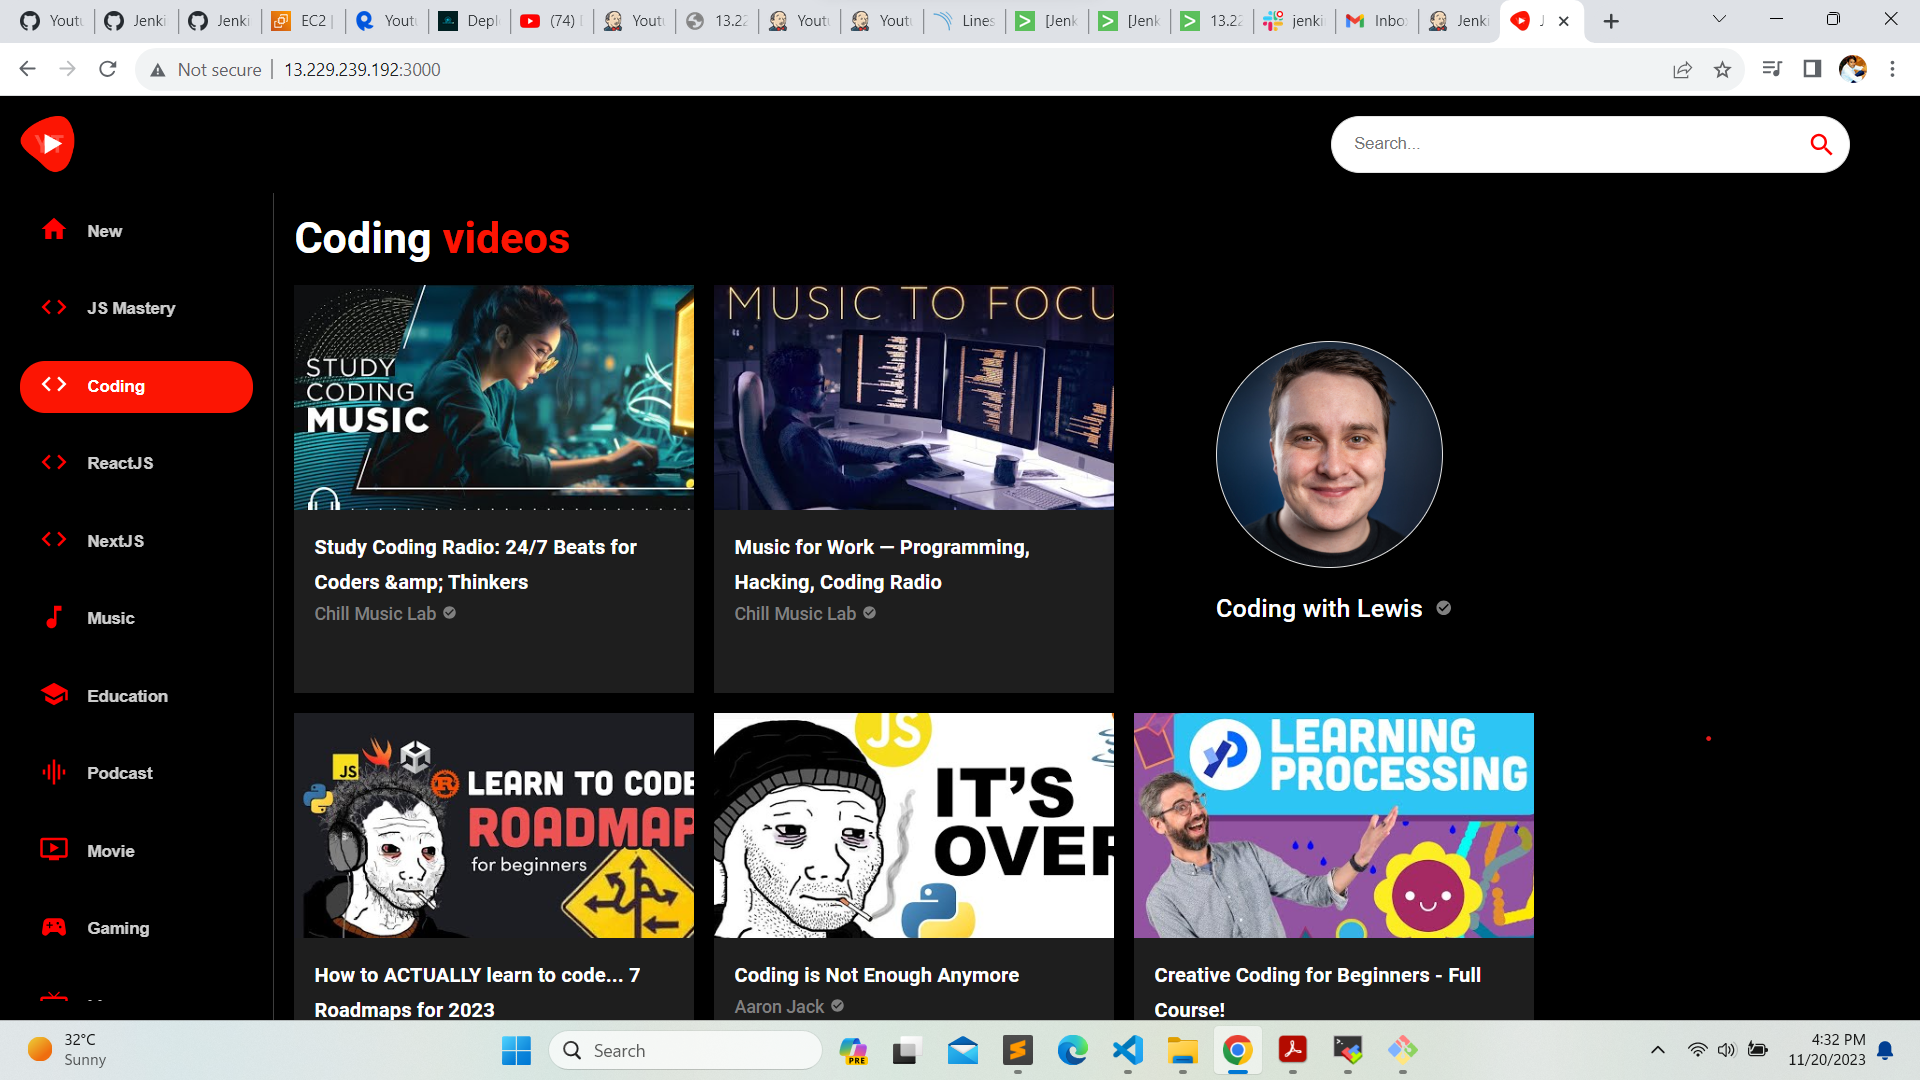 Youtu
Jenki
Jenki
EC2 |
Youtu
Deplo
(74) D
Youtu
13.22
Youtu
Youtu
Lines
[Jenk
[Jenk
13.22
jenkin
Inbox
Jenki
J
Not secure
13.229.239.192:3000
Search...
New
JS Mastery
Coding
ReactJS
NextJS
Music
Education
Podcast
Movie
Gaming
Coding videos
STUDY
CODING
MUSIC
Study Coding Radio: 24/7 Beats for
Coders &amp; Thinkers
Chill Music Lab
MUSIC TO FOCU
Music for Work — Programming,
Hacking, Coding Radio
Chill Music Lab
Coding with Lewis
JS
LEARN TO CODE
ROADMAP
for beginners
How to ACTUALLY learn to code... 7
Roadmaps for 2023
JS
IT'S
OVER
Coding is Not Enough Anymore
Aaron Jack
LEARNING
PROCESSING
Creative Coding for Beginners - Full
Course!
32°C
Sunny
Search
PRE
4:32 PM
11/20/2023